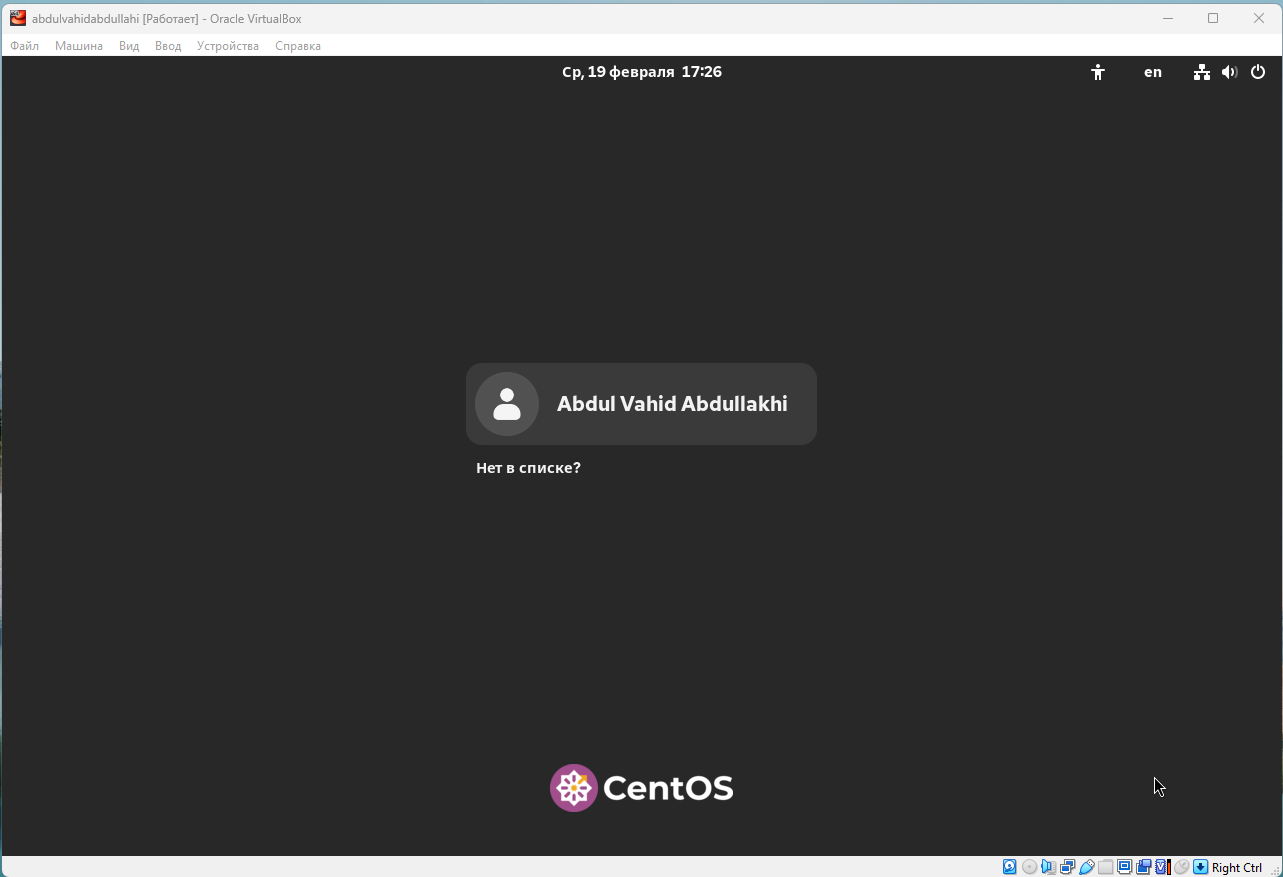 abdulvahidabdullahi [Работает] - Oracle VirtualBox
Файл Машина Вид Ввод Устройства Справка
Ср, 19 февраля 17:26
en
Abdul Vahid Abdullakhi
Нет в списке?
CentOS
Right Ctrl